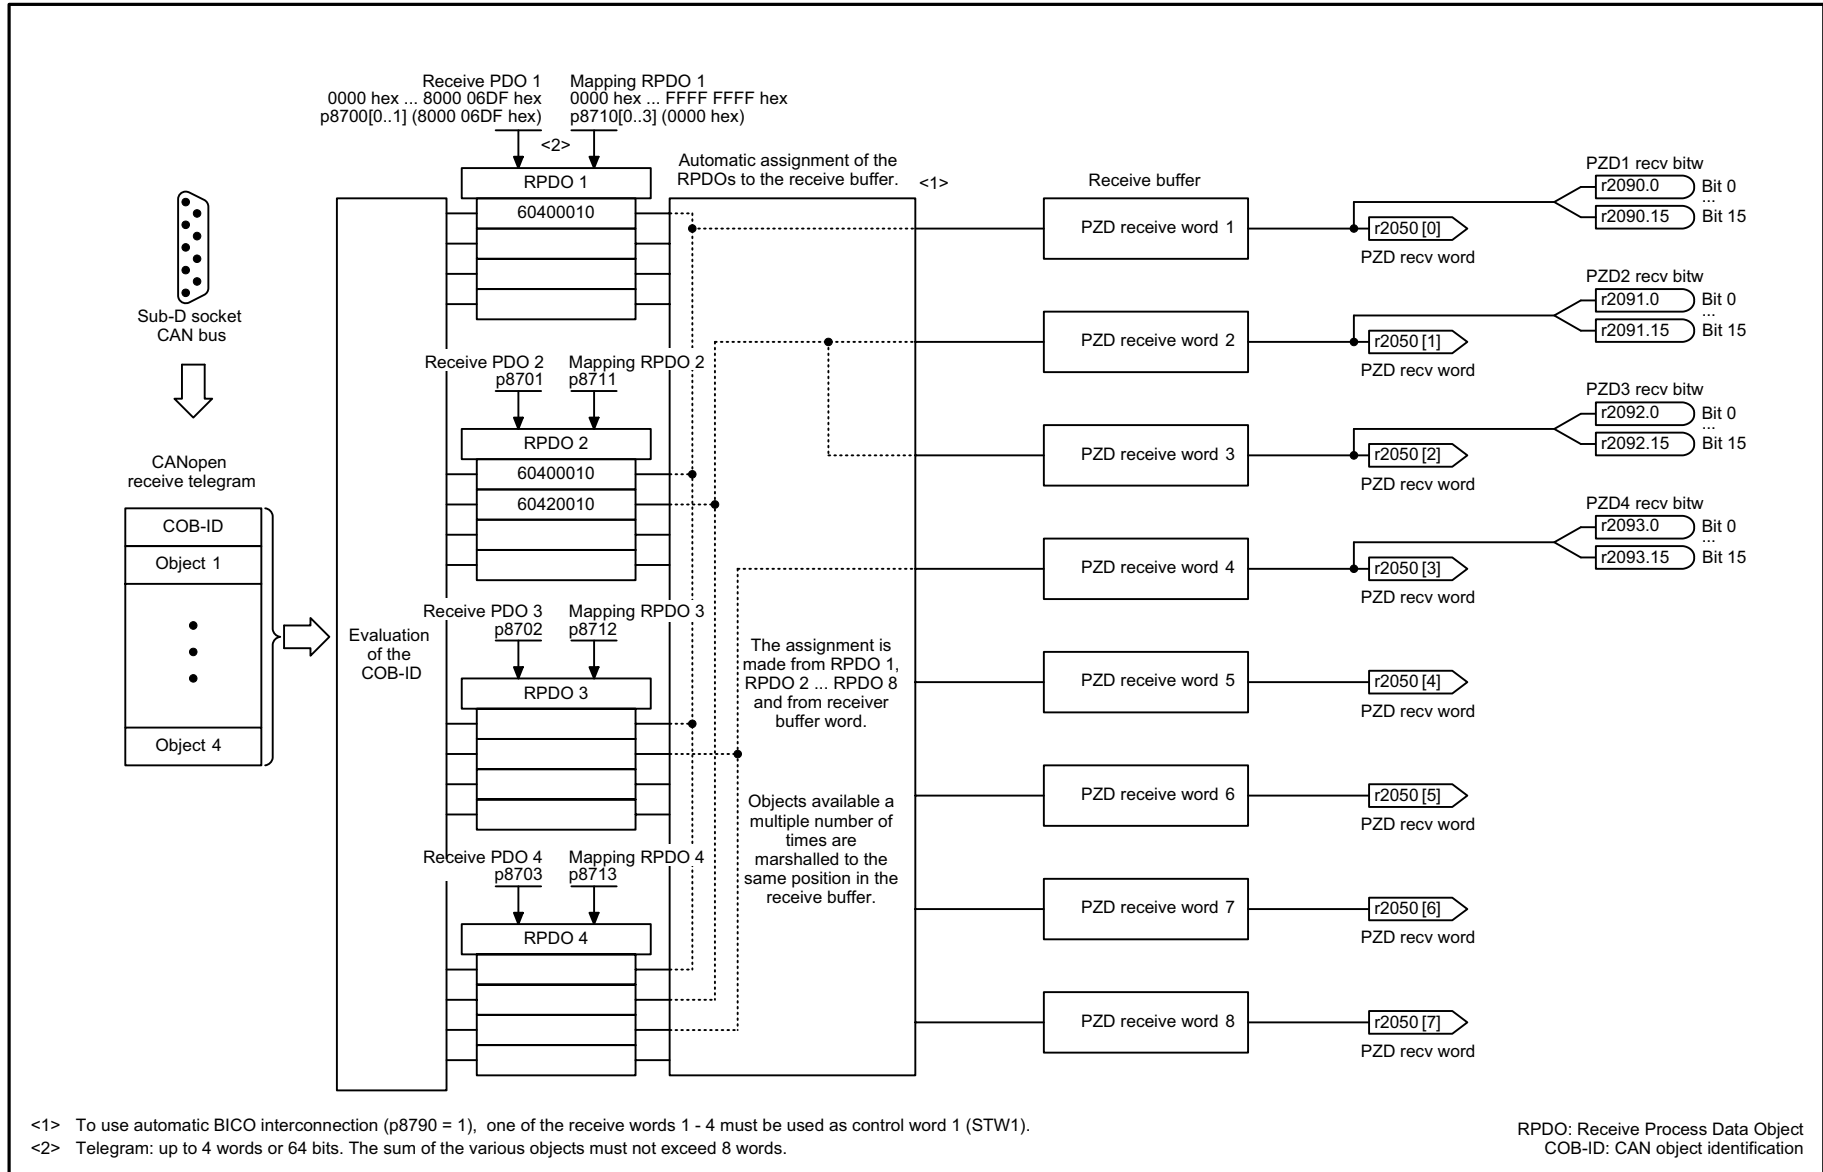 Receive PDO 1
0000 hex ... 8000 06DF hex
p8700[0..1] (8000 06DF hex)
Mapping RPDO 1
0000 hex ... FFFF FFFF hex
p8710[0..3] (0000 hex)
<2>
RPDO 1
60400010
Automatic assignment of the
RPDOs to the receive buffer.
<1>
Receive buffer
Sub-D socket
CAN bus
CANopen
receive telegram
COB-ID
Object 1
Object 4
Evaluation
of the
COB-ID
Receive PDO 2
p8701
Mapping RPDO 2
p8711
RPDO 2
60400010
60420010
Receive PDO 3
p8702
Mapping RPDO 3
p8712
RPDO 3
Receive PDO 4
p8703
Mapping RPDO 4
p8713
RPDO 4
The assignment is
made from RPDO 1,
RPDO 2 ... RPDO 8
and from receiver
buffer word.
Objects available a
multiple number of
times are
marshalled to the
same position in the
receive buffer.
PZD receive word 1
r2050 [0]
PZD recv word
PZD1 recv bitw
r2090.0 Bit 0
...
r2090.15 Bit 15
PZD receive word 2
r2050 [1]
PZD recv word
PZD2 recv bitw
r2091.0 Bit 0
...
r2091.15 Bit 15
PZD receive word 3
r2050 [2]
PZD recv word
PZD3 recv bitw
r2092.0 Bit 0
...
r2092.15 Bit 15
PZD receive word 4
r2050 [3]
PZD recv word
PZD4 recv bitw
r2093.0 Bit 0
...
r2093.15 Bit 15
PZD receive word 5
r2050 [4]
PZD recv word
PZD receive word 6
r2050 [5]
PZD recv word
PZD receive word 7
r2050 [6]
PZD recv word
PZD receive word 8
r2050 [7]
PZD recv word
<1> To use automatic BICO interconnection (p8790 = 1), one of the receive words 1 - 4 must be used as control word 1 (STW1).
<2> Telegram: up to 4 words or 64 bits. The sum of the various objects must not exceed 8 words.
RPDO: Receive Process Data Object
COB-ID: CAN object identification